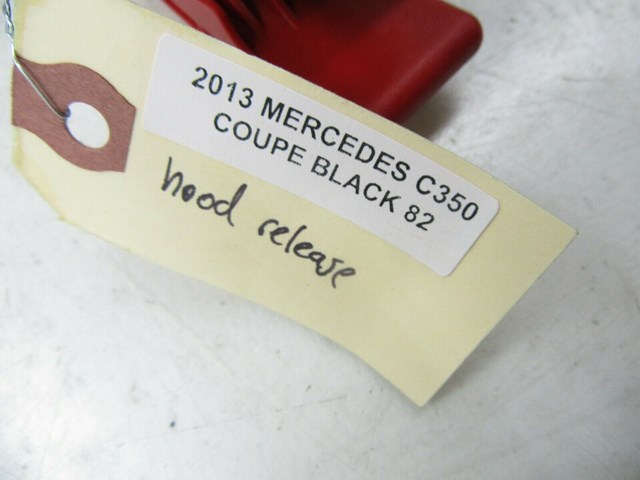 2013 MERCEDES C350
COUPE BLACK 82
hood release